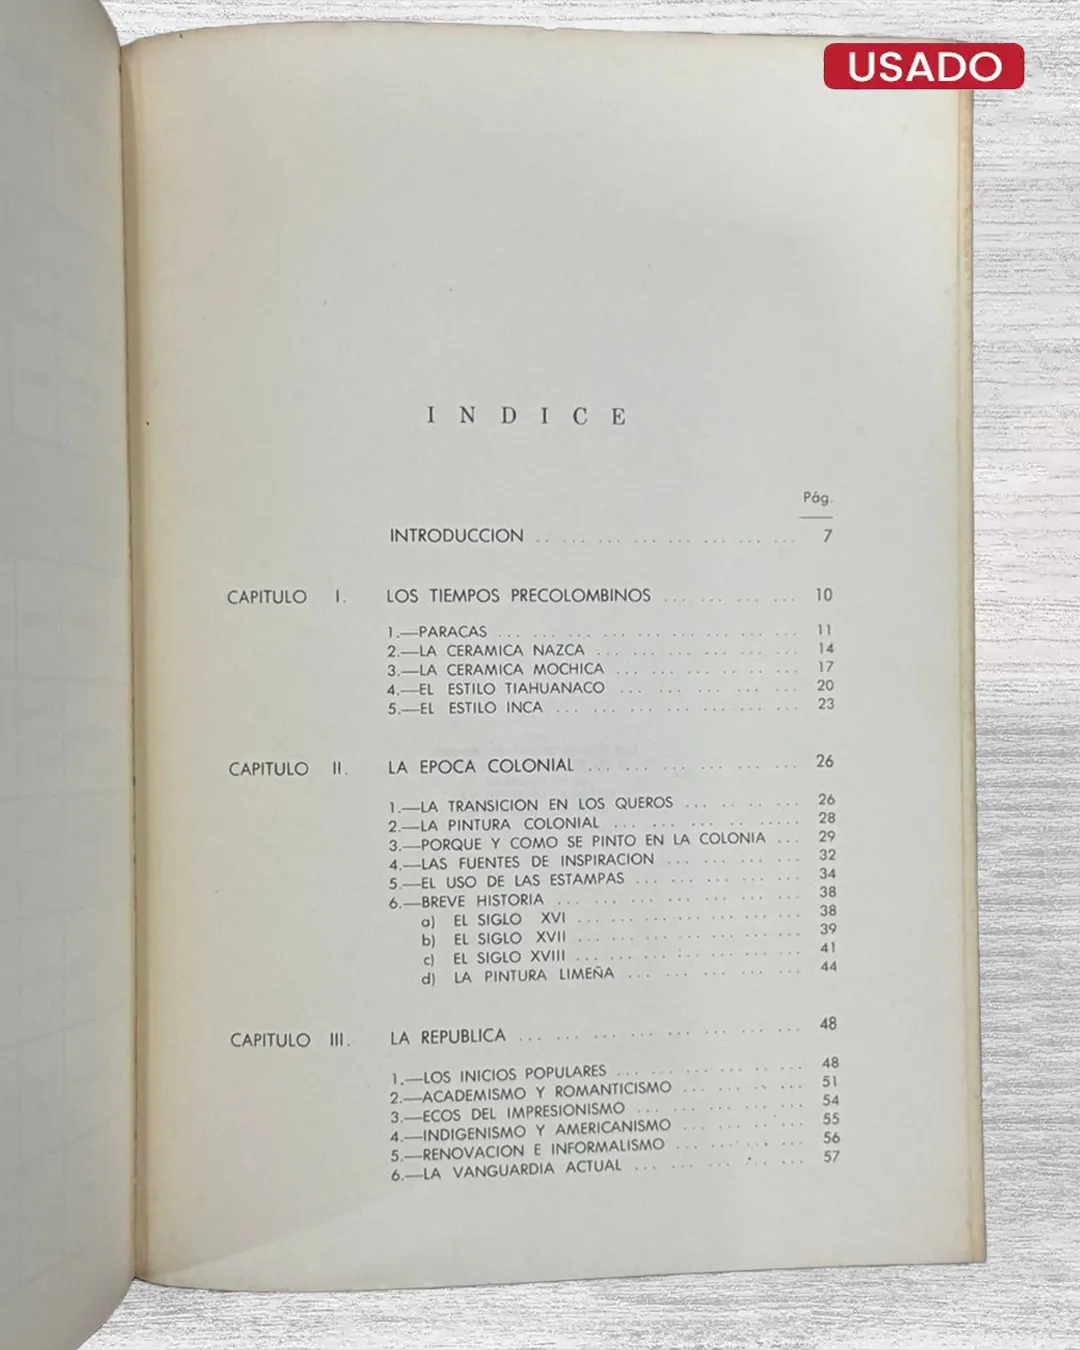 USADO
I N D I C E
Pág.
INTRODUCCION .. ... ... ... ... ... ... ... ... 7
CAPITULO I. LOS TIEMPOS PRECOLOMBINOS ... ... ... ... 10
1.—PARACAS ... ... ... ... ... ... ... ... ... 11
2.—LA CERAMICA NAZCA ... ... ... ... ... ... 14
3.—LA CERAMICA MOCHICA ... ... ... ... ... 17
4.—EL ESTILO TIAHUANACO ... ... ... ... ... 20
5.—EL ESTILO INCA ... ... ... ... ... ... ... 23
CAPITULO II. LA EPOCA COLONIAL ... ... ... ... ... ... 26
1.—LA TRANSICION EN LOS QUEROS ... ... ... 26
2.—LA PINTURA COLONIAL ... ... ... ... ..... 28
3.—PORQUE Y COMO SE PINTO EN LA COLONIA ... 29
4.—LAS FUENTES DE INSPIRACION ... ... ... ... 32
5.—EL USO DE LAS ESTAMPAS ... ... ... ... ... 34
6.—BREVE HISTORIA ... ... ... ... ... ... ... 38
a) EL SIGLO XVI ... ... ... ... ... ... ... 38
b) EL SIGLO XVII ... ... ... ... ... ... ... 39
c) EL SIGLO XVIII ... ... ... ... ... ... ... 41
d) LA PINTURA LIMEÑA ... ... ... ... ... 44
CAPITULO III. LA REPUBLICA ... ... ... ... ... ... ... ... 48
1.—LOS INICIOS POPULARES ... ... ... ... ... 48
2.—ACADEMISMO Y ROMANTICISMO ... ... ... ... 51
3.—ECOS DEL IMPRESIONISMO ... ... ... ... ... 54
4.—INDIGENISMO Y AMERICANISMO ... ... ... ... 55
5.—RENOVACION E INFORMALISMO ... ... ... ... 56
6.—LA VANGUARDIA ACTUAL ... ... ... ... ... 57